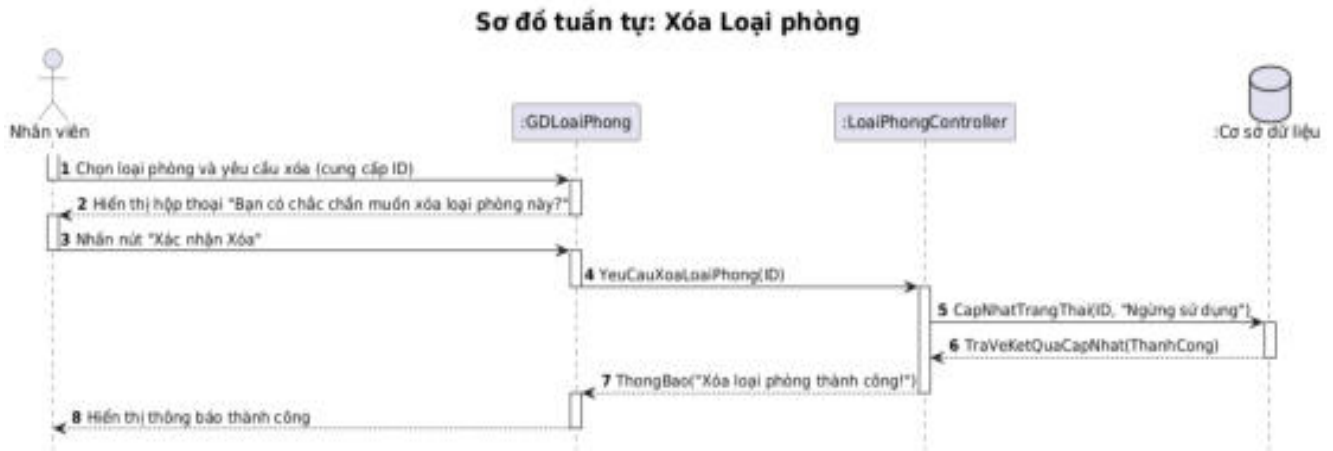 Sơ đồ tuần tự: Xóa Loại phòng
Nhân viên
:GDLoaiPhong
:LoaiPhongController
:Cơ sở dữ liệu
1 Chọn loại phòng và yêu cầu xóa (cung cấp ID)
2 Hiển thị hộp thoại "Bạn có chắc chắn muốn xóa loại phòng này?"
3 Nhấn nút "Xác nhận Xóa"
4 YeuCauXoaLoaiPhong(ID)
5 CapNhatTrangThai(ID, "Ngừng sử dụng")
6 TraVeKetQuaCapNhat(ThanhCong)
7 ThongBao("Xóa loại phòng thành công!")
8 Hiển thị thông báo thành công